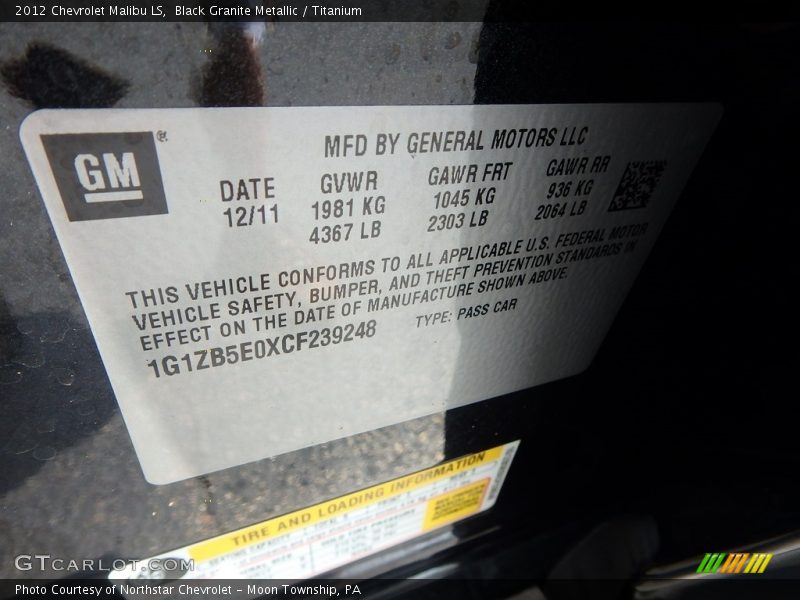 2012 Chevrolet Malibu LS, Black Granite Metallic / Titanium
GM®
MFD BY GENERAL MOTORS LLC
DATE GVWR GAWR FRT GAWR RR
12/11 1981 KG 1045 KG 936 KG
4367 LB 2303 LB 2064 LB
THIS VEHICLE CONFORMS TO ALL APPLICABLE U.S. FEDERAL MOTOR
VEHICLE SAFETY, BUMPER, AND THEFT PREVENTION STANDARDS IN
EFFECT ON THE DATE OF MANUFACTURE SHOWN ABOVE.
1G1ZB5E0XCF239248 TYPE: PASS CAR
TIRE AND LOADING INFORMATION
GTcarlot.com
Photo Courtesy of Northstar Chevrolet - Moon Township, PA